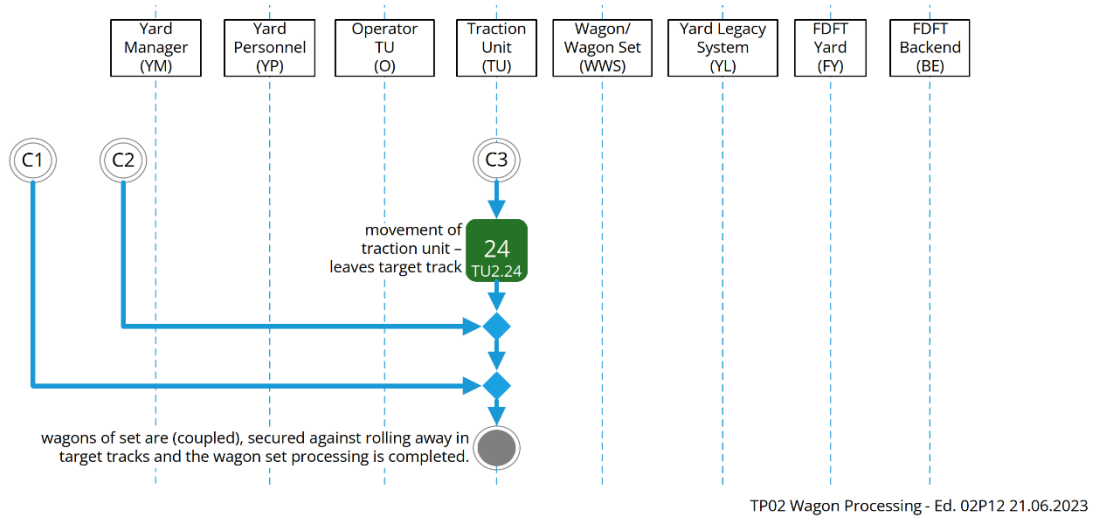 Yard
Manager
(YM)
Yard
Personnel
(YP)
Operator
TU
(O)
Traction
Unit
(TU)
Wagon/
Wagon Set
(WWS)
Yard Legacy
System
(YL)
FDFT
Yard
(FY)
FDFT
Backend
(BE)
C1
C2
C3
movement of
traction unit –
leaves target track
24
TU2.24
wagons of set are (coupled), secured against rolling away in
target tracks and the wagon set processing is completed.
TP02 Wagon Processing - Ed. 02P12 21.06.2023